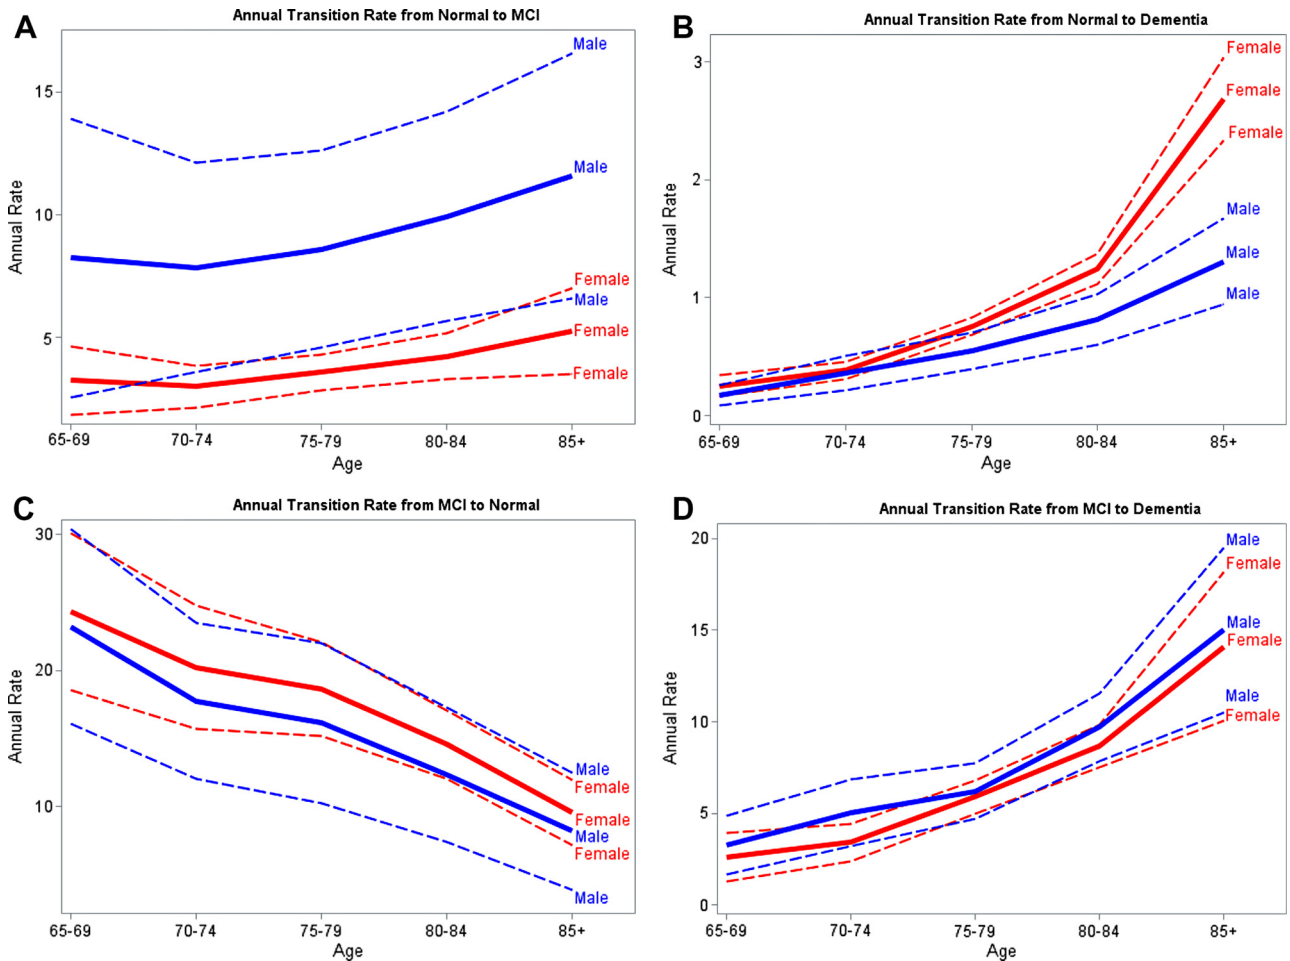 A
Annual Transition Rate from Normal to MCI
Annual Rate
15
10
5
Male
Male
Female
Male
Female
Female
65-69 70-74 75-79 80-84 85+
Age
B
Annual Transition Rate from Normal to Dementia
Annual Rate
3
2
1
0
Female
Female
Female
Male
Male
Male
65-69 70-74 75-79 80-84 85+
Age
C
Annual Transition Rate from MCI to Normal
Annual Rate
30
20
10
Male
Female
Female
Male
Female
Male
65-69 70-74 75-79 80-84 85+
Age
D
Annual Transition Rate from MCI to Dementia
Annual Rate
20
15
10
5
0
Male
Female
Male
Female
Male
Female
65-69 70-74 75-79 80-84 85+
Age